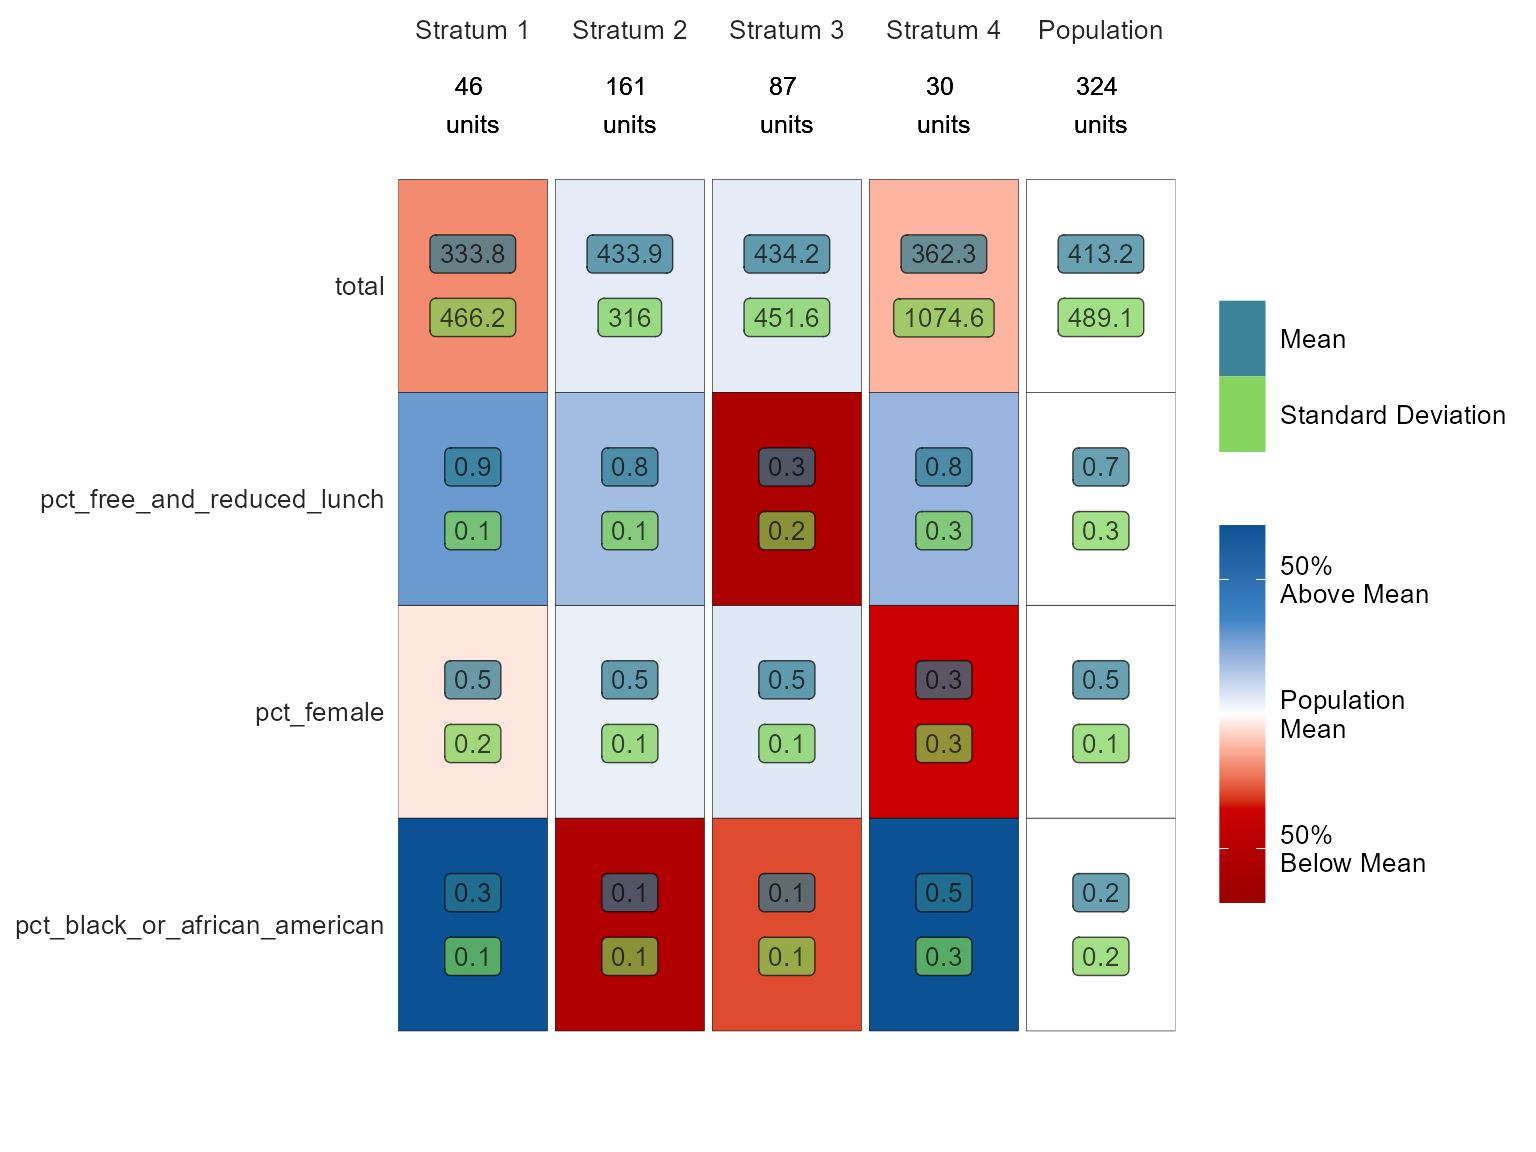 Stratum 1 Stratum 2 Stratum 3 Stratum 4 Population
46 161 87 30 324
units units units units units
total
333.8 433.9 434.2 362.3 413.2
466.2 316 451.6 1074.6 489.1
pct_free_and_reduced_lunch
0.9 0.8 0.3 0.8 0.7
0.1 0.1 0.2 0.3 0.3
pct_female
0.5 0.5 0.5 0.3 0.5
0.2 0.1 0.1 0.3 0.1
pct_black_or_african_american
0.3 0.1 0.1 0.5 0.2
0.1 0.1 0.1 0.3 0.2
Mean
Standard Deviation
50%
Above Mean
Population
Mean
50%
Below Mean